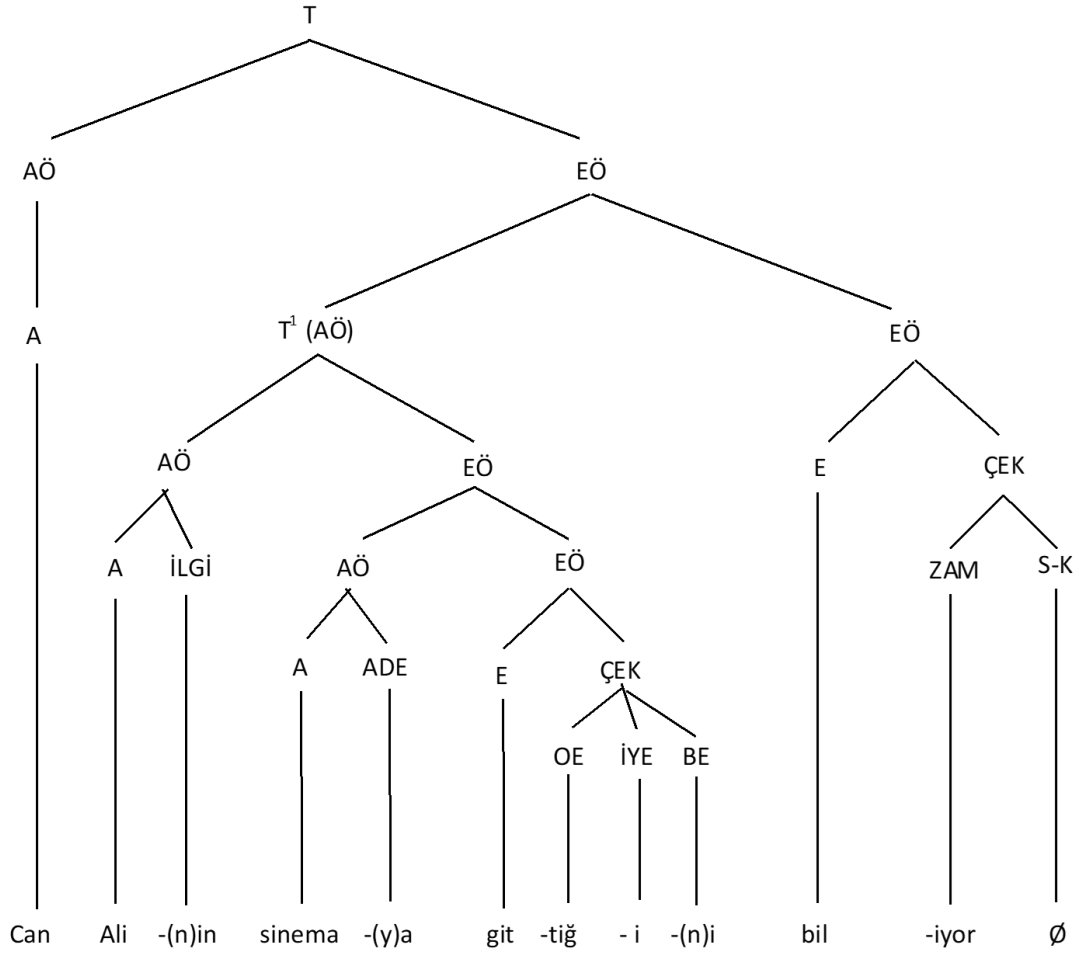 T
AÖ EÖ
A T¹ (AÖ) EÖ
AÖ EÖ E ÇEK
A İLGİ AÖ EÖ ZAM S-K
A ADE E ÇEK
OE İYE BE
Can Ali -(n)in sinema -(y)a git -tiğ - i -(n)i bil -iyor Ø